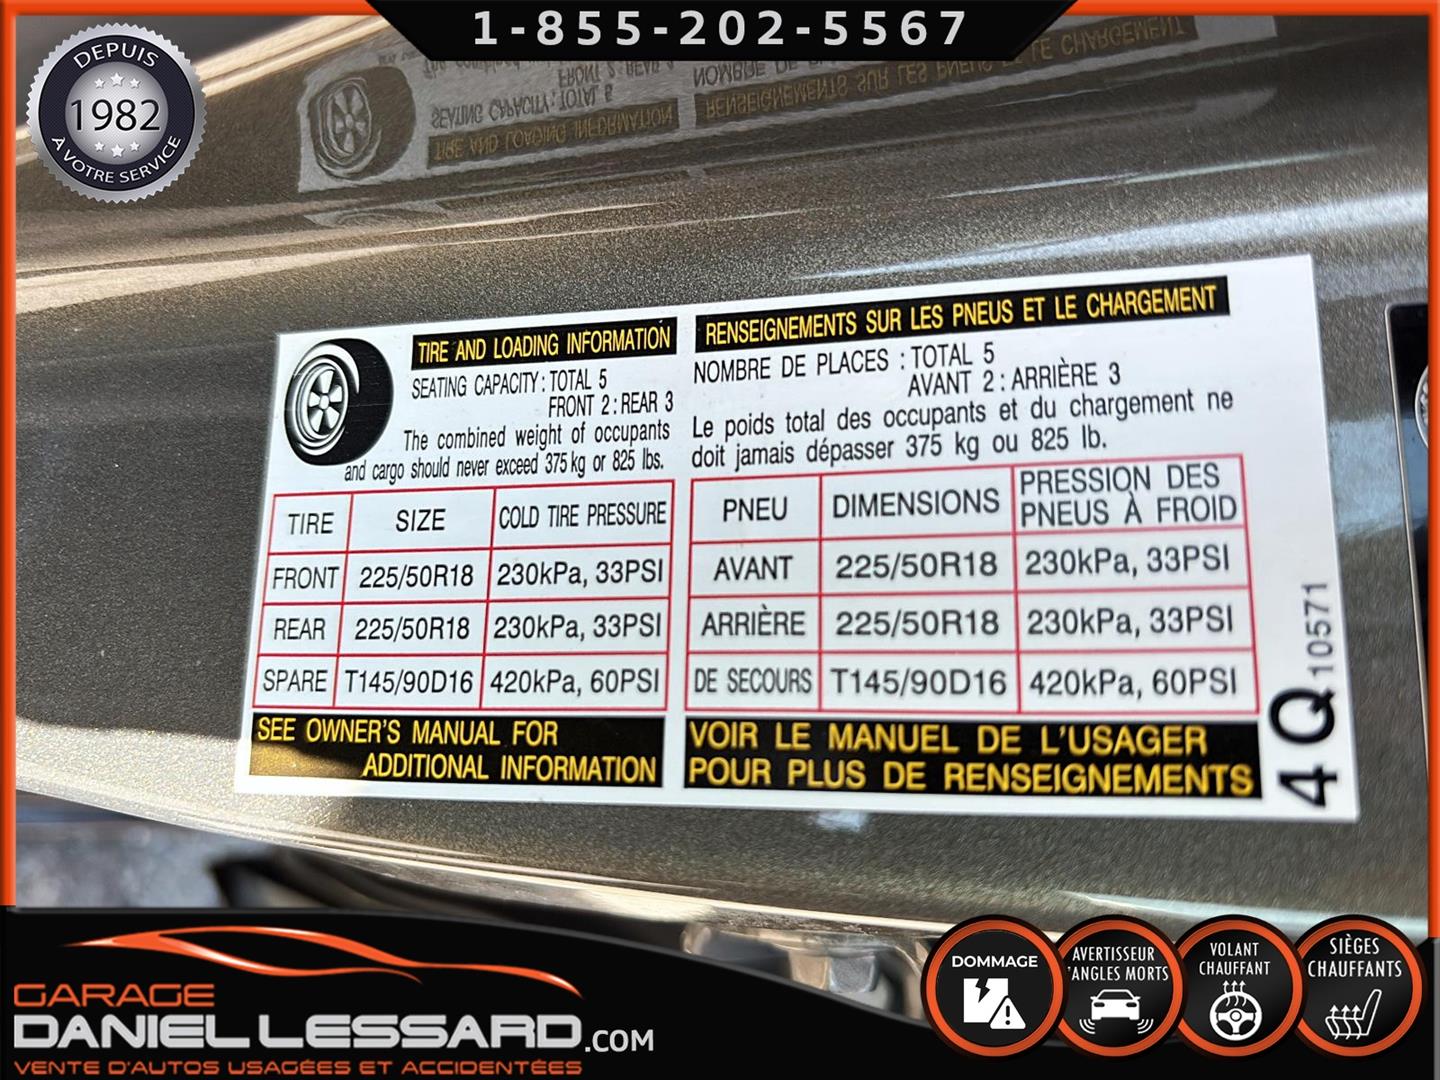 1-855-202-5567
DEPUIS
1982
À VOTRE SERVICE
TIRE AND LOADING INFORMATION
SEATING CAPACITY: TOTAL 5
FRONT 2: REAR 3
The combined weight of occupants
and cargo should never exceed 375 kg or 825 lbs.
TIRE SIZE COLD TIRE PRESSURE
FRONT 225/50R18 230kPa, 33PSI
REAR 225/50R18 230kPa, 33PSI
SPARE T145/90D16 420kPa, 60PSI
SEE OWNER'S MANUAL FOR
ADDITIONAL INFORMATION
RENSEIGNEMENTS SUR LES PNEUS ET LE CHARGEMENT
NOMBRE DE PLACES : TOTAL 5
AVANT 2 : ARRIÈRE 3
Le poids total des occupants et du chargement ne
doit jamais dépasser 375 kg ou 825 lb.
PNEU DIMENSIONS PRESSION DES
PNEUS À FROID
AVANT 225/50R18 230kPa, 33PSI
ARRIÈRE 225/50R18 230kPa, 33PSI
DE SECOURS T145/90D16 420kPa, 60PSI
VOIR LE MANUEL DE L'USAGER
POUR PLUS DE RENSEIGNEMENTS
4Q10571
GARAGE
DANIEL LESSARD.COM
VENTE D'AUTOS USAGÉES ET ACCIDENTÉES
DOMMAGE
AVERTISSEUR
D'ANGLES MORTS
VOLANT
CHAUFFANT
SIÈGES
CHAUFFANTS